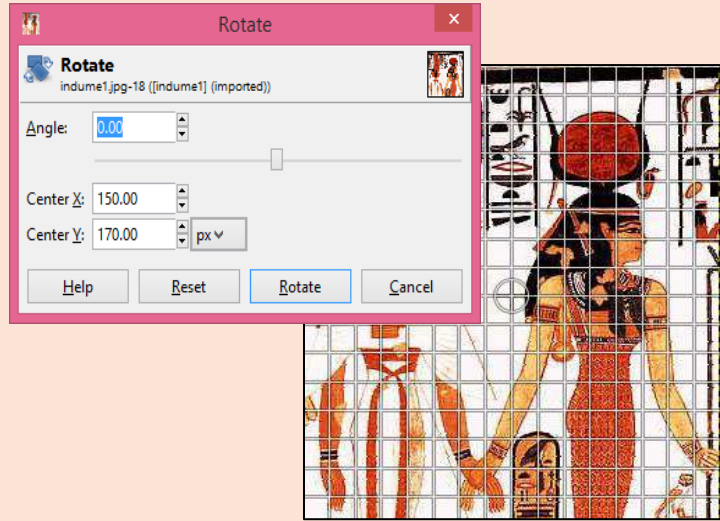 Rotate
Rotate
indume1.jpg-18 ([indume1] (imported))
Angle: 0.00
Center X: 150.00
Center Y: 170.00 px
Help Reset Rotate Cancel